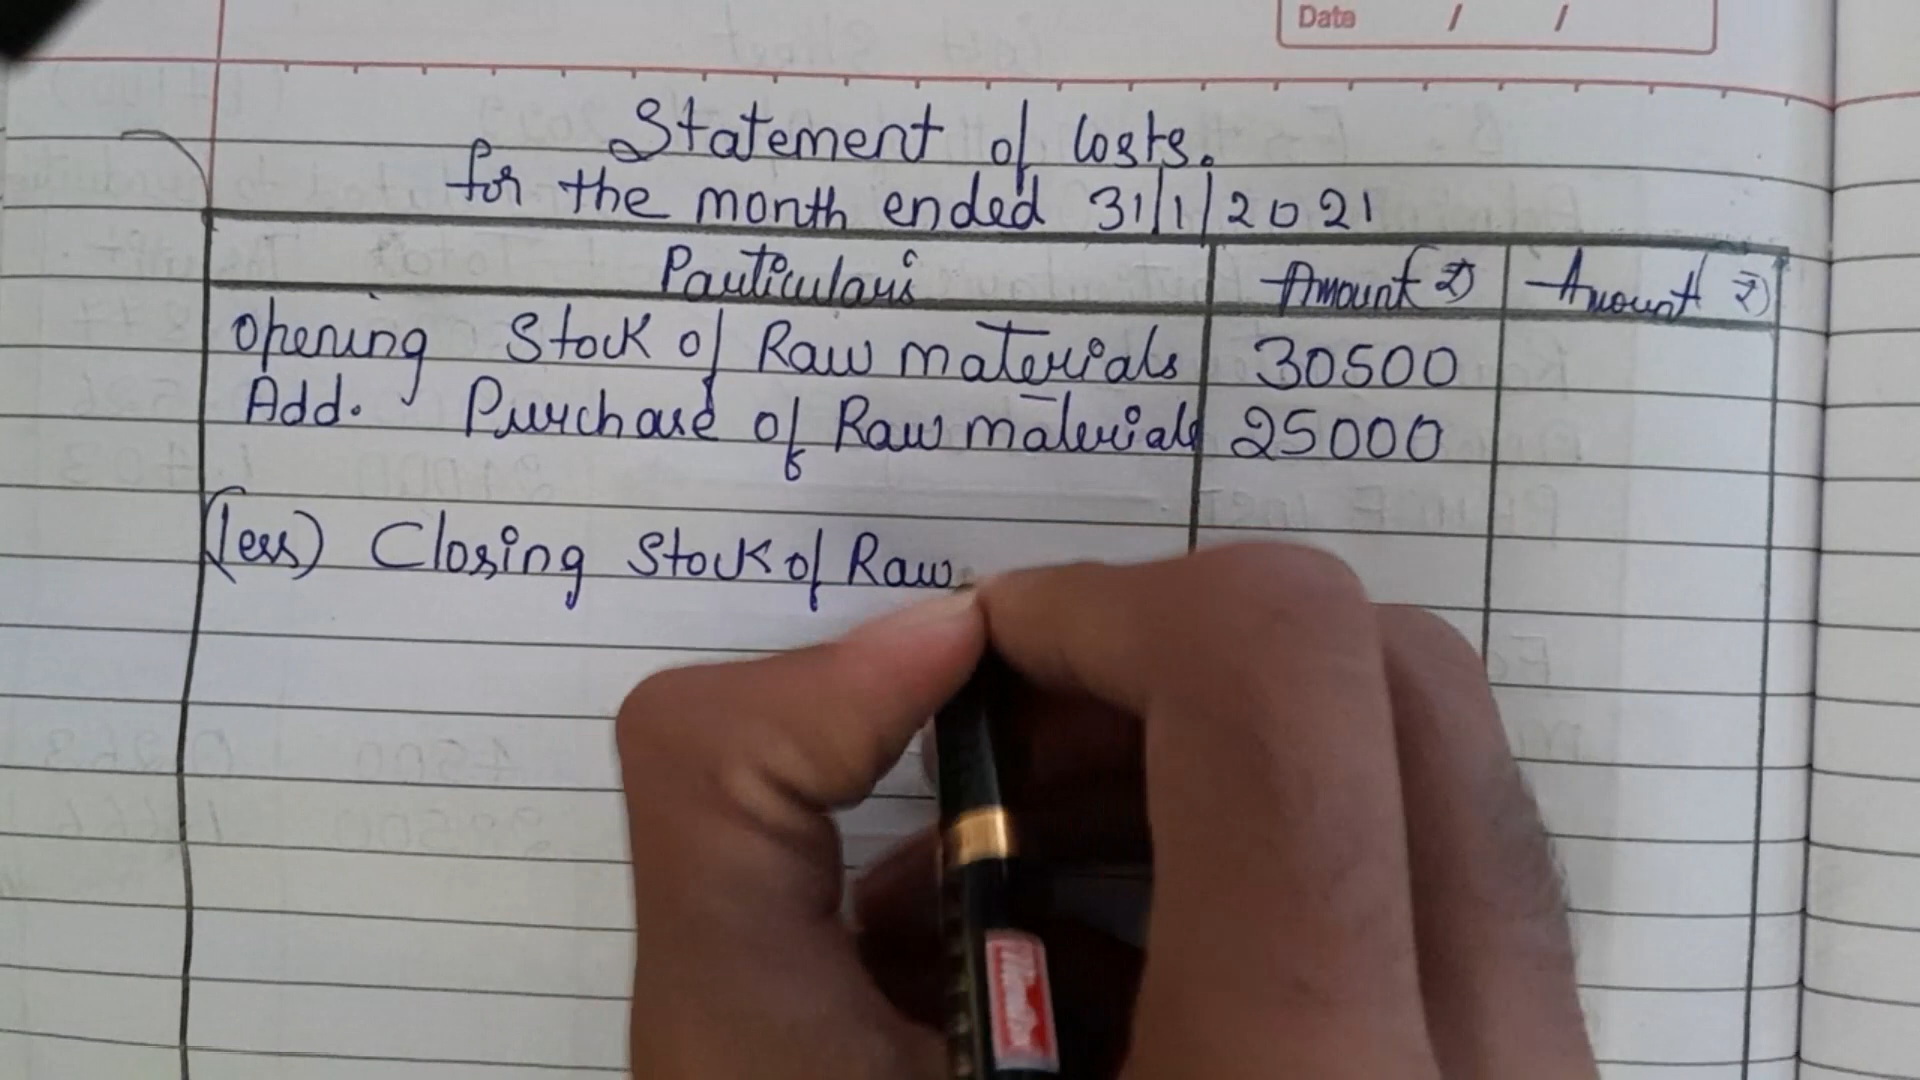 Date / /
Statement of Costs.
for the month ended 31/1/2021
Particulars Amount ₹) Amount ₹)
Opening Stock of Raw materials 30500
Add. Purchase of Raw materials 25000
(less) Closing Stock of Raw